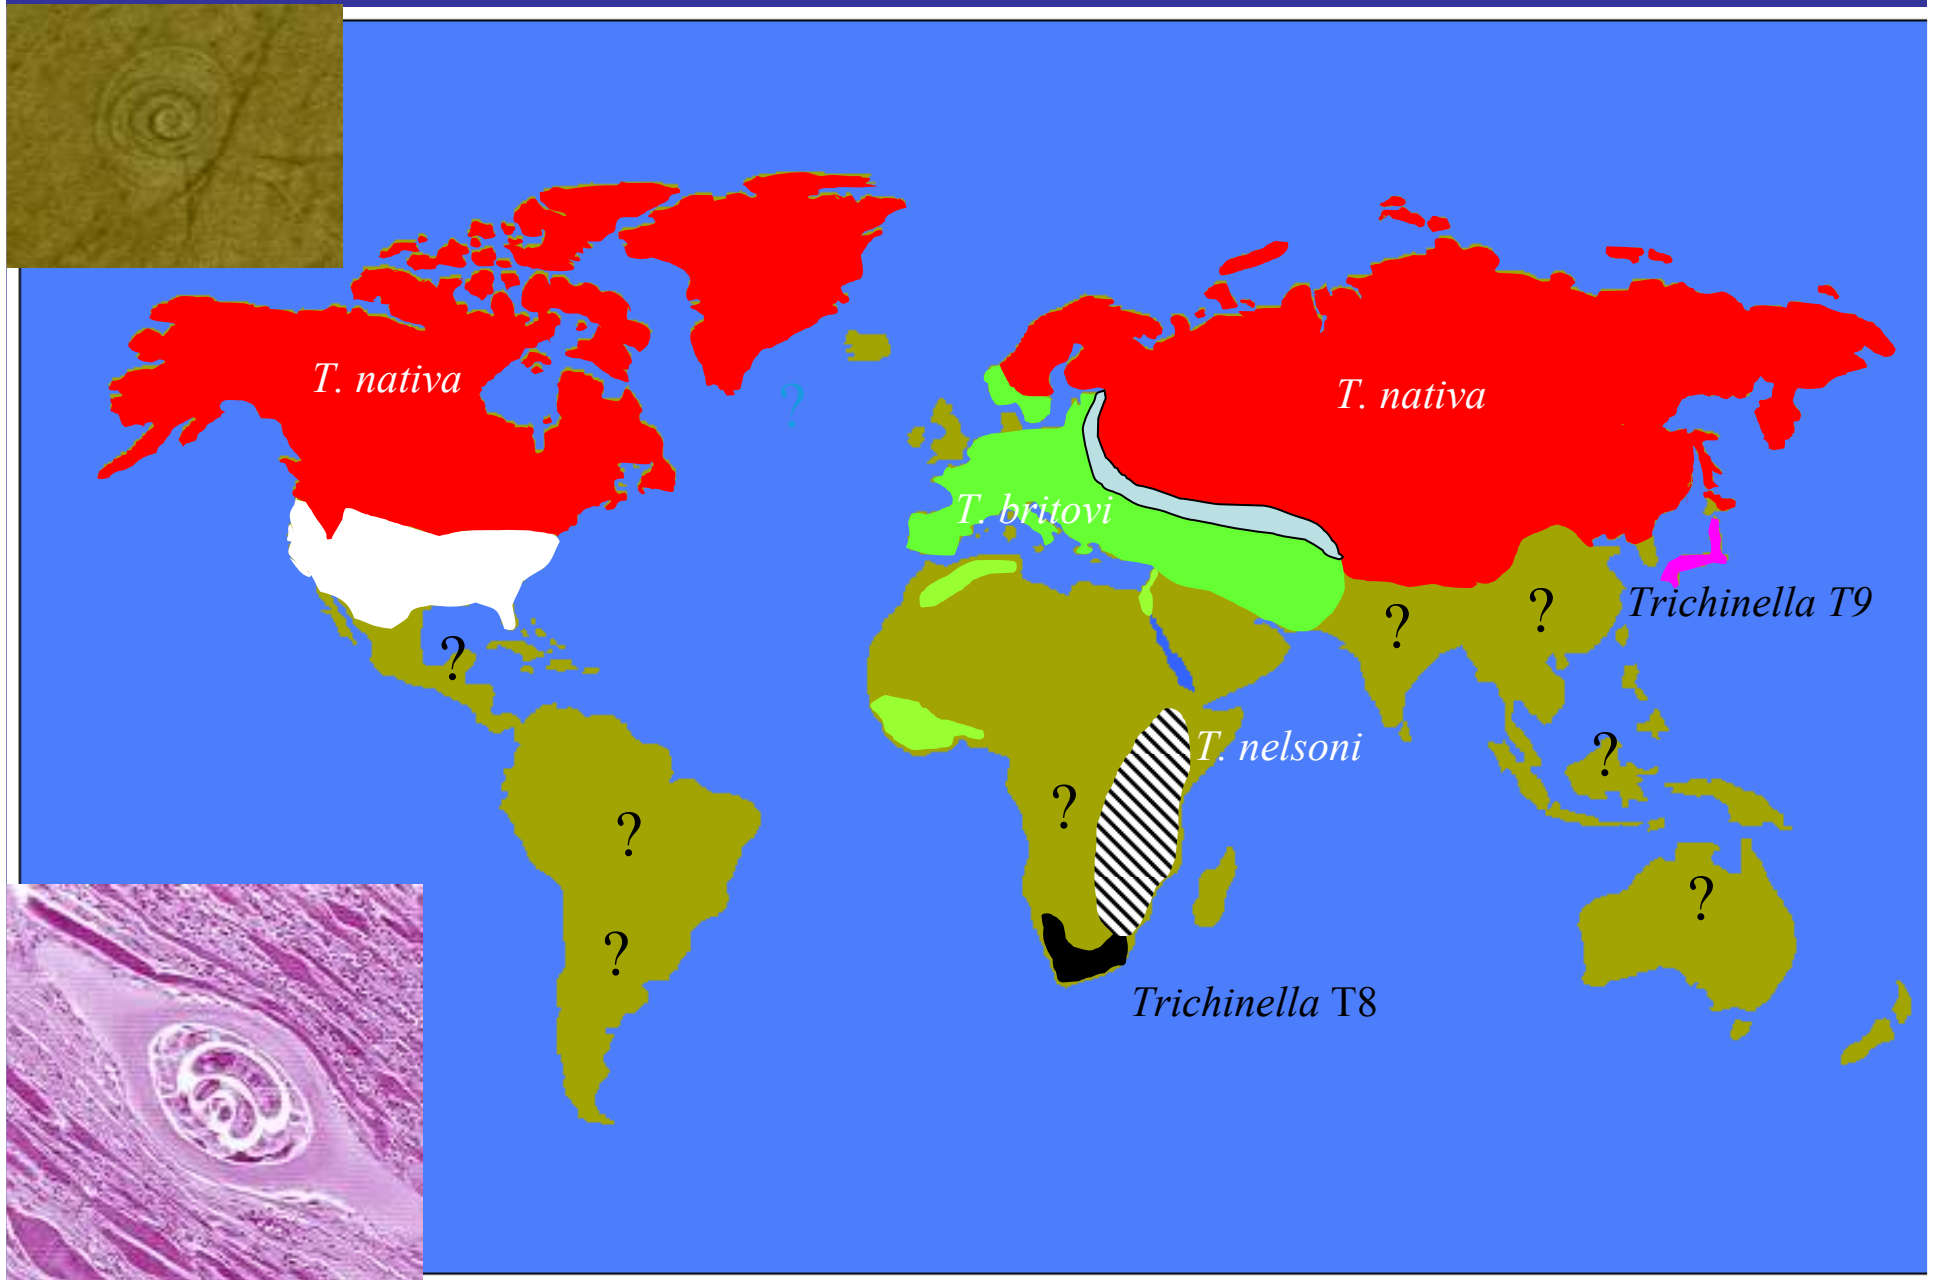 T. nativa
T. nativa
?
T. britovi
?
?
Trichinella T9
?
T. nelsoni
?
?
?
?
?
Trichinella T8